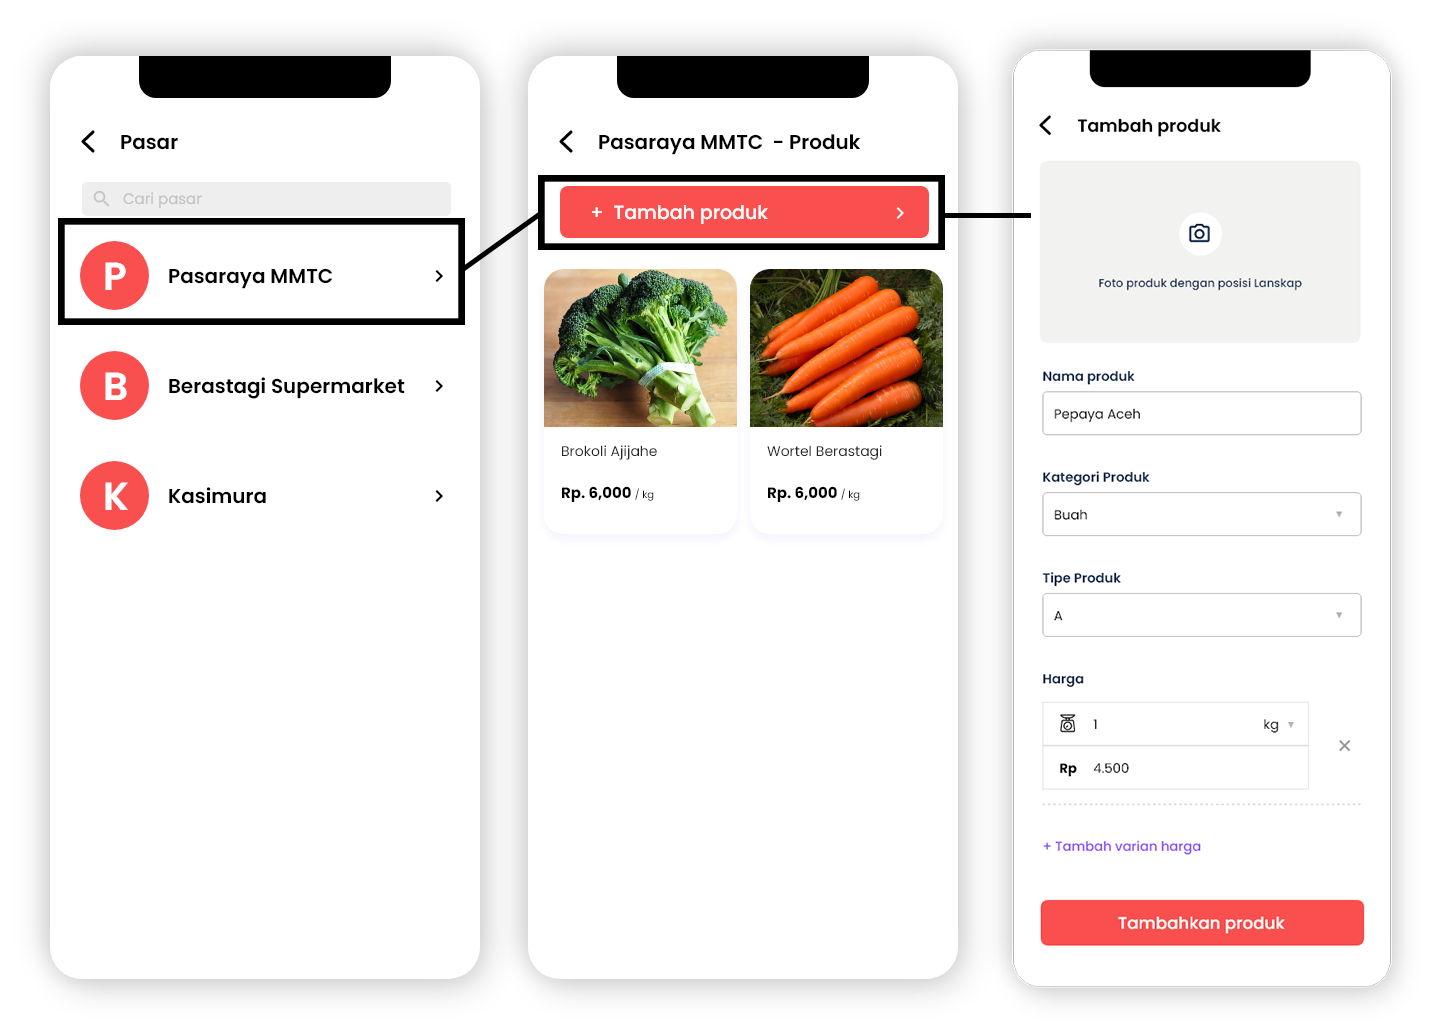 Pasar
Cari pasar
P
Pasaraya MMTC
B
Berastagi Supermarket
K
Kasimura
Pasaraya MMTC - Produk
+ Tambah produk
Brokoli Ajijahe
Rp. 6,000 / kg
Wortel Berastagi
Rp. 6,000 / kg
Tambah produk
Foto produk dengan posisi Lanskap
Nama produk
Pepaya Aceh
Kategori Produk
Buah
Tipe Produk
A
Harga
1 kg
Rp 4.500
+ Tambah varian harga
Tambahkan produk